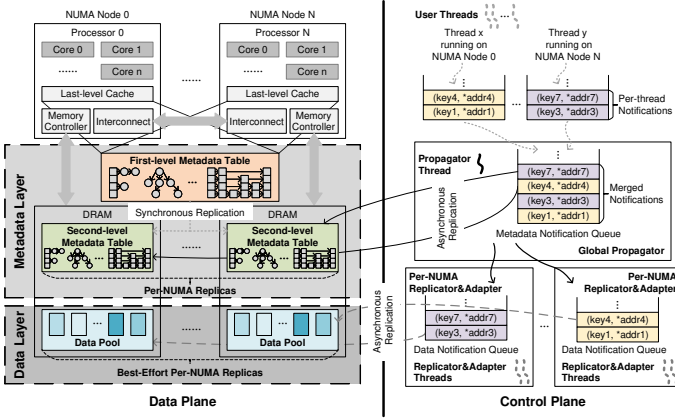 NUMA Node 0
NUMA Node N
Processor 0
Core 0
Core 1
......
Core n
Last-level Cache
Memory
Controller
Interconnect
......
Processor N
Core 0
Core 1
......
Core n
Last-level Cache
Interconnect
Memory
Controller
Metadata Layer
First-level Metadata Table
...
DRAM
Synchronous Replication
DRAM
Second-level
Metadata Table
...
......
Second-level
Metadata Table
...
Per-NUMA Replicas
Data Layer
...
Data Pool
......
...
Data Pool
Best-Effort Per-NUMA Replicas
Data Plane
User Threads
...
Thread x
running on
NUMA Node 0
Thread y
running on
NUMA Node N
...
(key4, *addr4)
(key1, *addr1)
...
...
(key7, *addr7)
(key3, *addr3)
Per-thread
Notifications
Propagator
Thread
...
(key7, *addr7)
(key4, *addr4)
(key3, *addr3)
(key1, *addr1)
Merged
Notifications
Metadata Notification Queue
Global Propagator
Asynchronous
Replication
Asynchronous
Replication
Per-NUMA
Replicator&Adapter
...
(key7, *addr7)
(key3, *addr3)
Data Notification Queue
Replicator&Adapter
Threads
...
Per-NUMA
Replicator&Adapter
...
(key4, *addr4)
(key1, *addr1)
Data Notification Queue
Replicator&Adapter
Threads
Control Plane